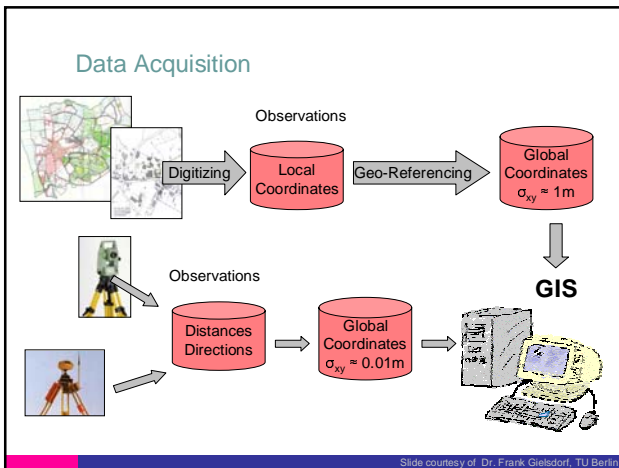 Data Acquisition
Observations
Digitizing
Local
Coordinates
Geo-Referencing
Global
Coordinates
σxy ≈ 1m
GIS
Observations
Distances
Directions
Global
Coordinates
σxy ≈ 0.01m
Slide courtesy of Dr. Frank Gielsdorf, TU Berlin